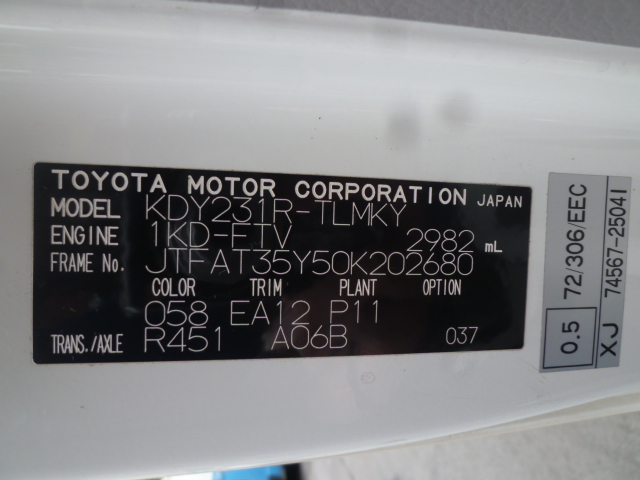 TOYOTA MOTOR CORPORATION JAPAN
MODEL KDY231R-TLMKY
ENGINE 1KD-FTV 2982 mL
FRAME No. JTFAT35Y50K202680
COLOR TRIM PLANT OPTION
058 EA12 P11
TRANS./AXLE R451 A06B 037
0.5 72/306/EEC
XJ 74567-25041